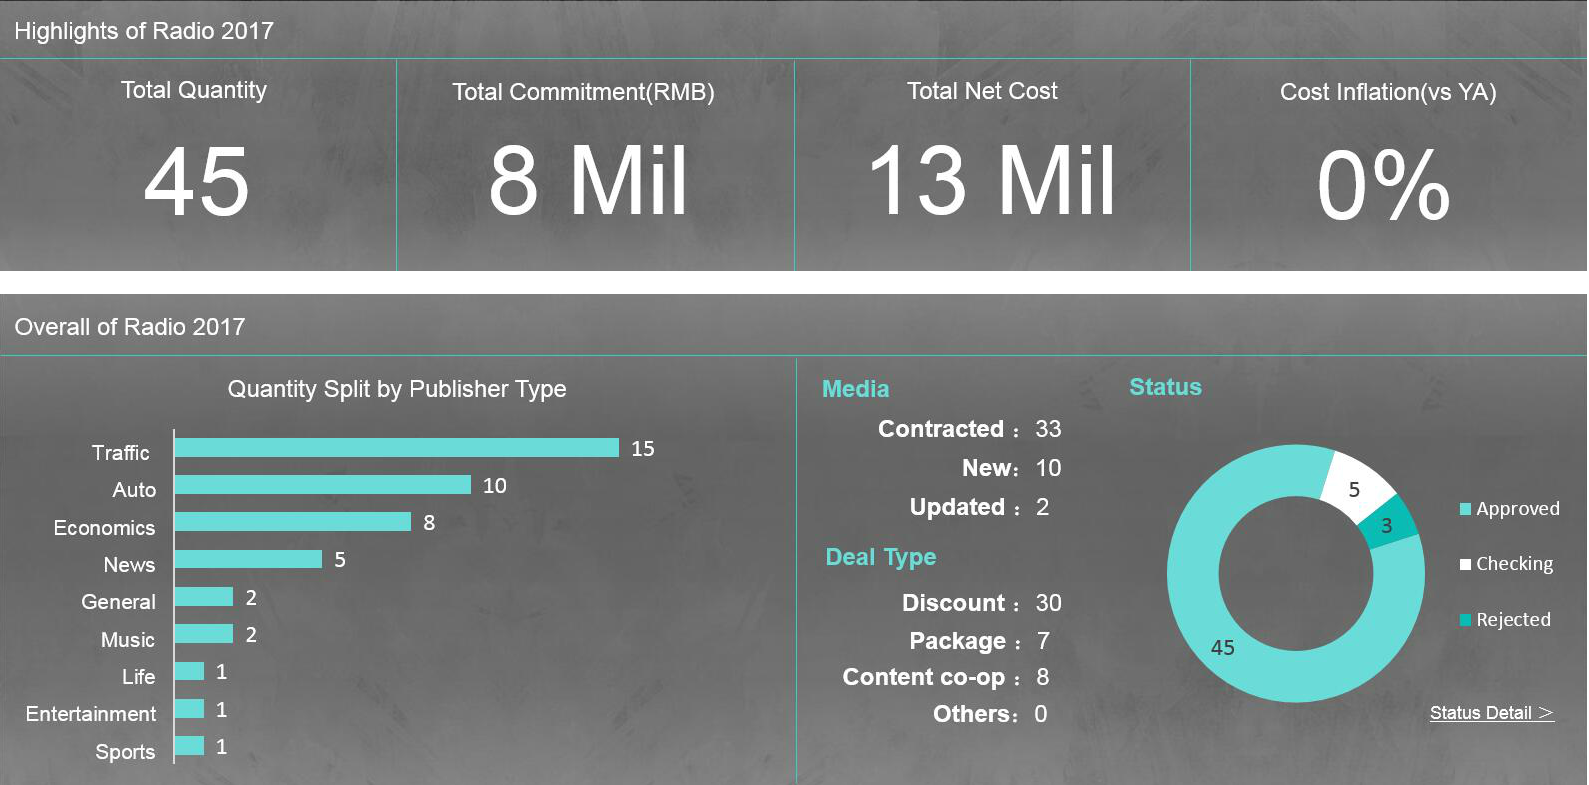 Highlights of Radio 2017
Total Quantity
45
Total Commitment(RMB)
8 Mil
Total Net Cost
13 Mil
Cost Inflation(vs YA)
0%
Overall of Radio 2017
Quantity Split by Publisher Type
Traffic 15
Auto 10
Economics 8
News 5
General 2
Music 2
Life 1
Entertainment 1
Sports 1
Media
Contracted : 33
New: 10
Updated : 2
Deal Type
Discount : 30
Package : 7
Content co-op : 8
Others: 0
Status
5
3
45
Approved
Checking
Rejected
Status Detail >